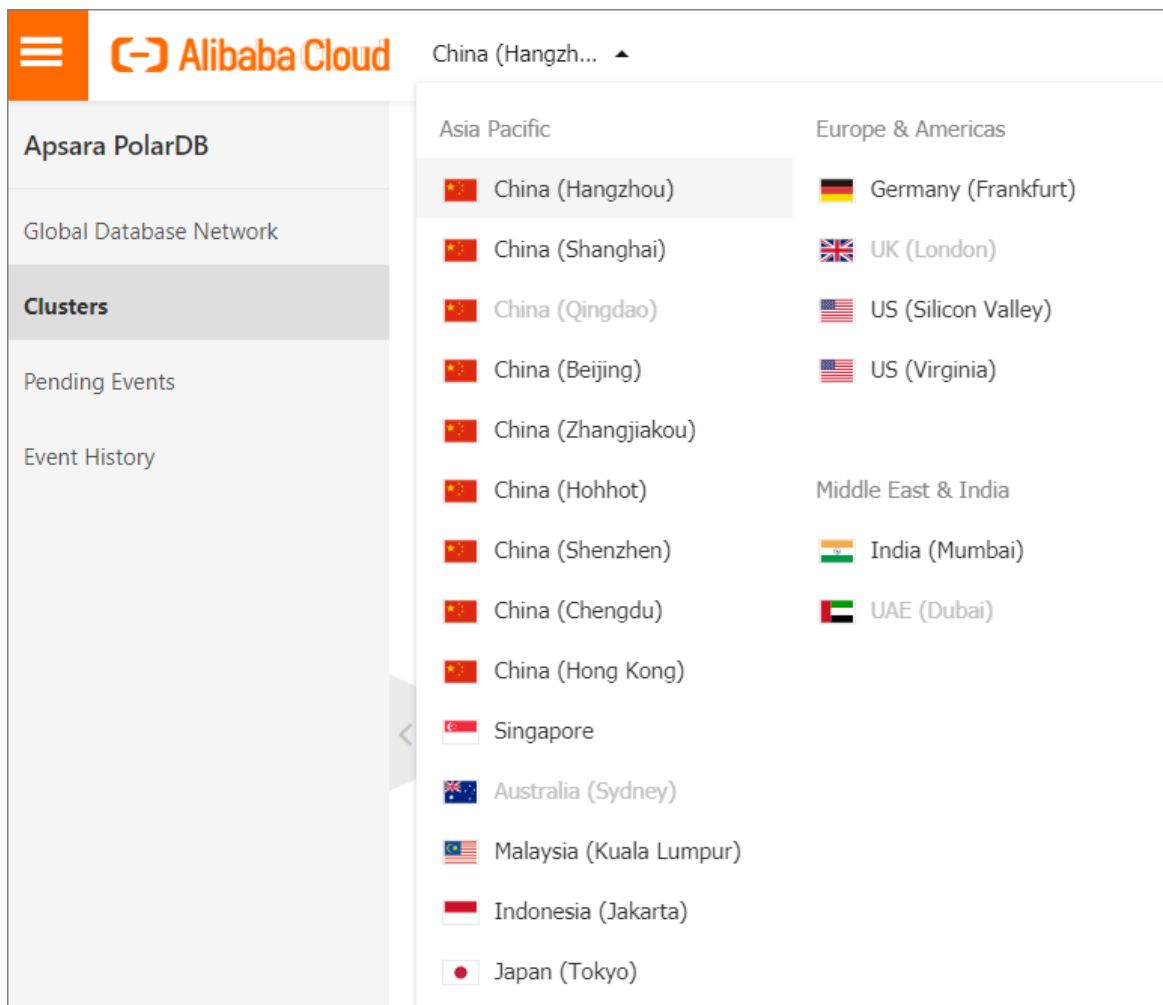 Alibaba Cloud
China (Hangzh...
Apsara PolarDB
Global Database Network
Clusters
Pending Events
Event History
Asia Pacific
China (Hangzhou)
China (Shanghai)
China (Qingdao)
China (Beijing)
China (Zhangjiakou)
China (Hohhot)
China (Shenzhen)
China (Chengdu)
China (Hong Kong)
Singapore
Australia (Sydney)
Malaysia (Kuala Lumpur)
Indonesia (Jakarta)
Japan (Tokyo)
Europe & Americas
Germany (Frankfurt)
UK (London)
US (Silicon Valley)
US (Virginia)
Middle East & India
India (Mumbai)
UAE (Dubai)